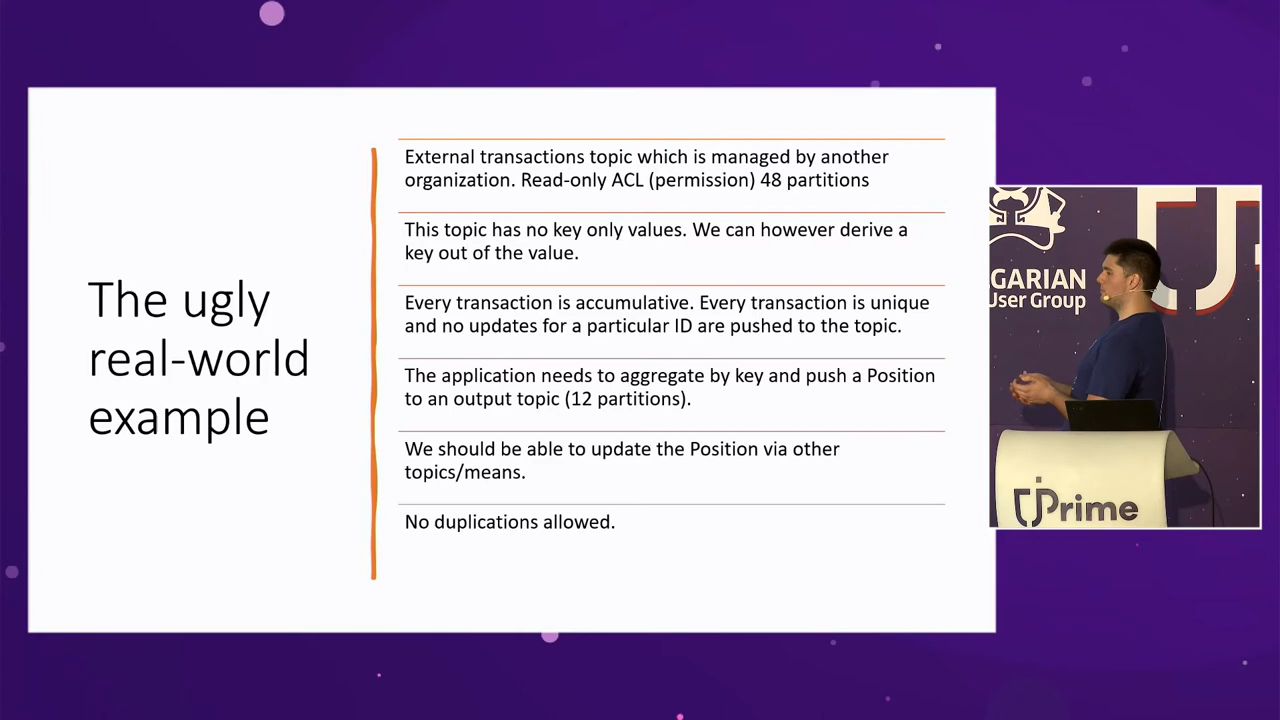 The ugly
real-world
example
External transactions topic which is managed by another
organization. Read-only ACL (permission) 48 partitions
This topic has no key only values. We can however derive a
key out of the value.
Every transaction is accumulative. Every transaction is unique
and no updates for a particular ID are pushed to the topic.
The application needs to aggregate by key and push a Position
to an output topic (12 partitions).
We should be able to update the Position via other
topics/means.
No duplications allowed.
GARIAN
User Group
jPrime